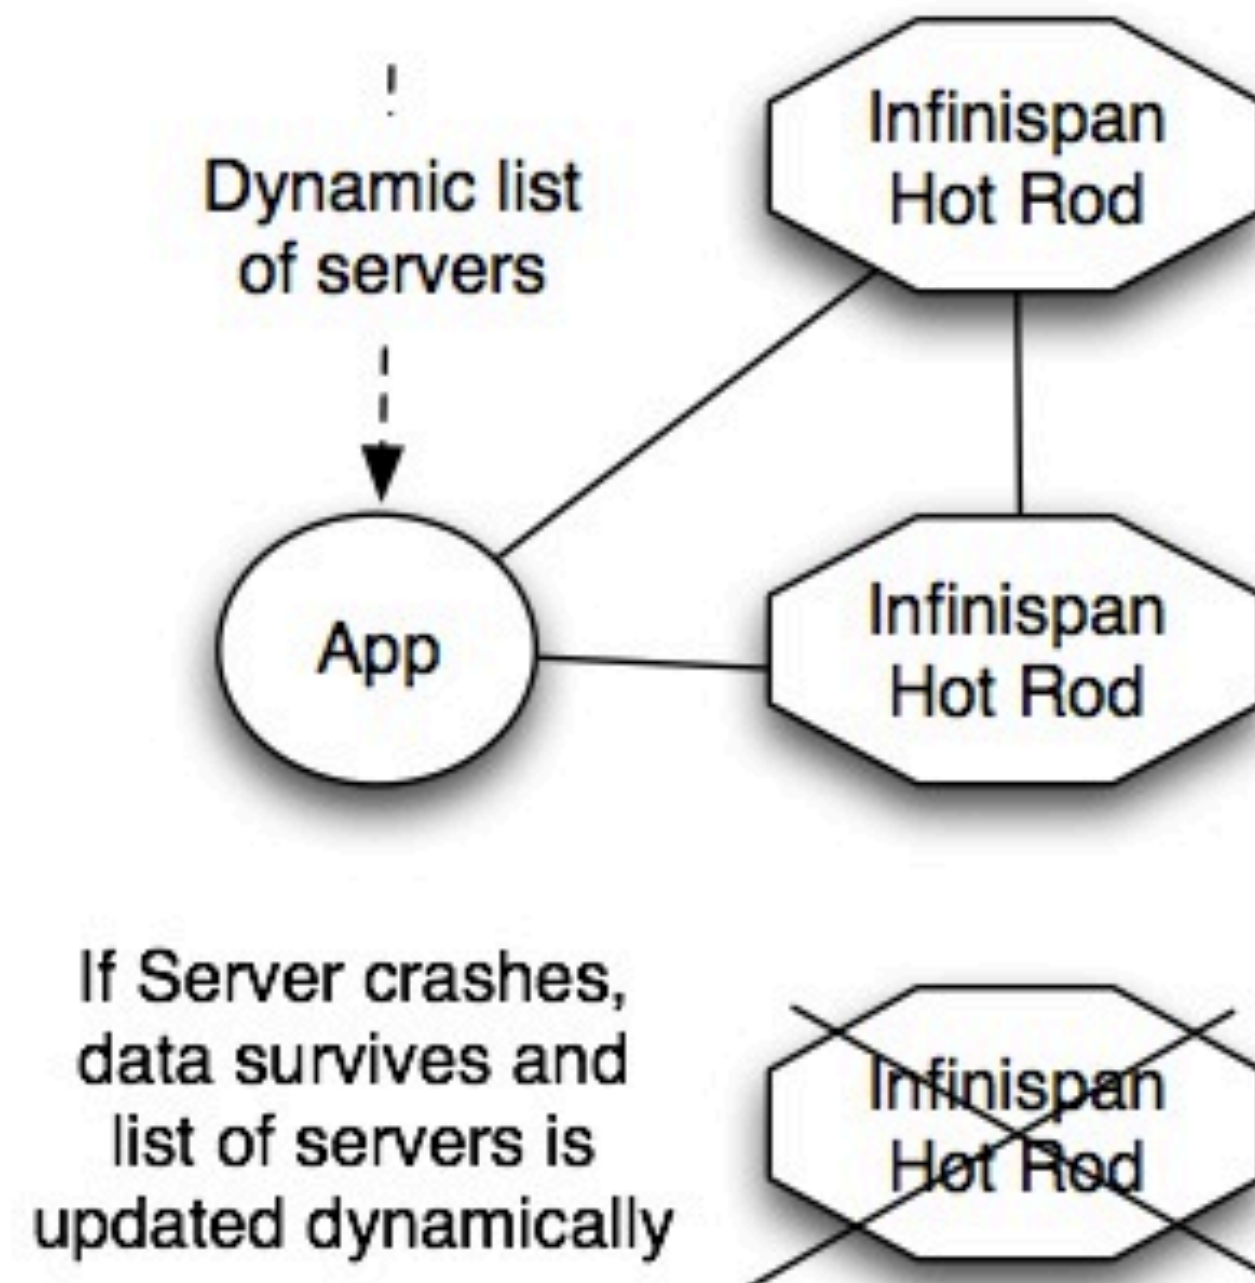 Infinispan
Hot Rod
Dynamic list
of servers
App
Infinispan
Hot Rod
If Server crashes,
data survives and
list of servers is
updated dynamically
Infinispan
Hot Rod